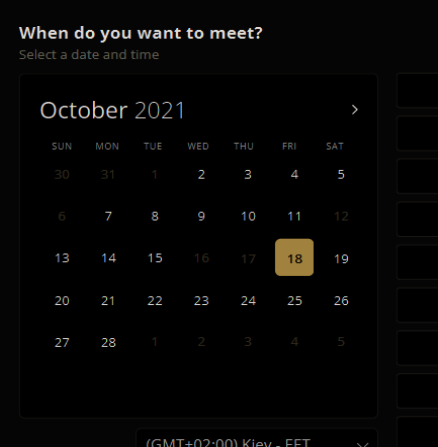 When do you want to meet?
Select a date and time
October 2021
SUN MON TUE WED THU FRI SAT
30 31 1 2 3 4 5
6 7 8 9 10 11 12
13 14 15 16 17 18 19
20 21 22 23 24 25 26
27 28 1 2 3 4 5
(GMT+02:00) Kiev - EET